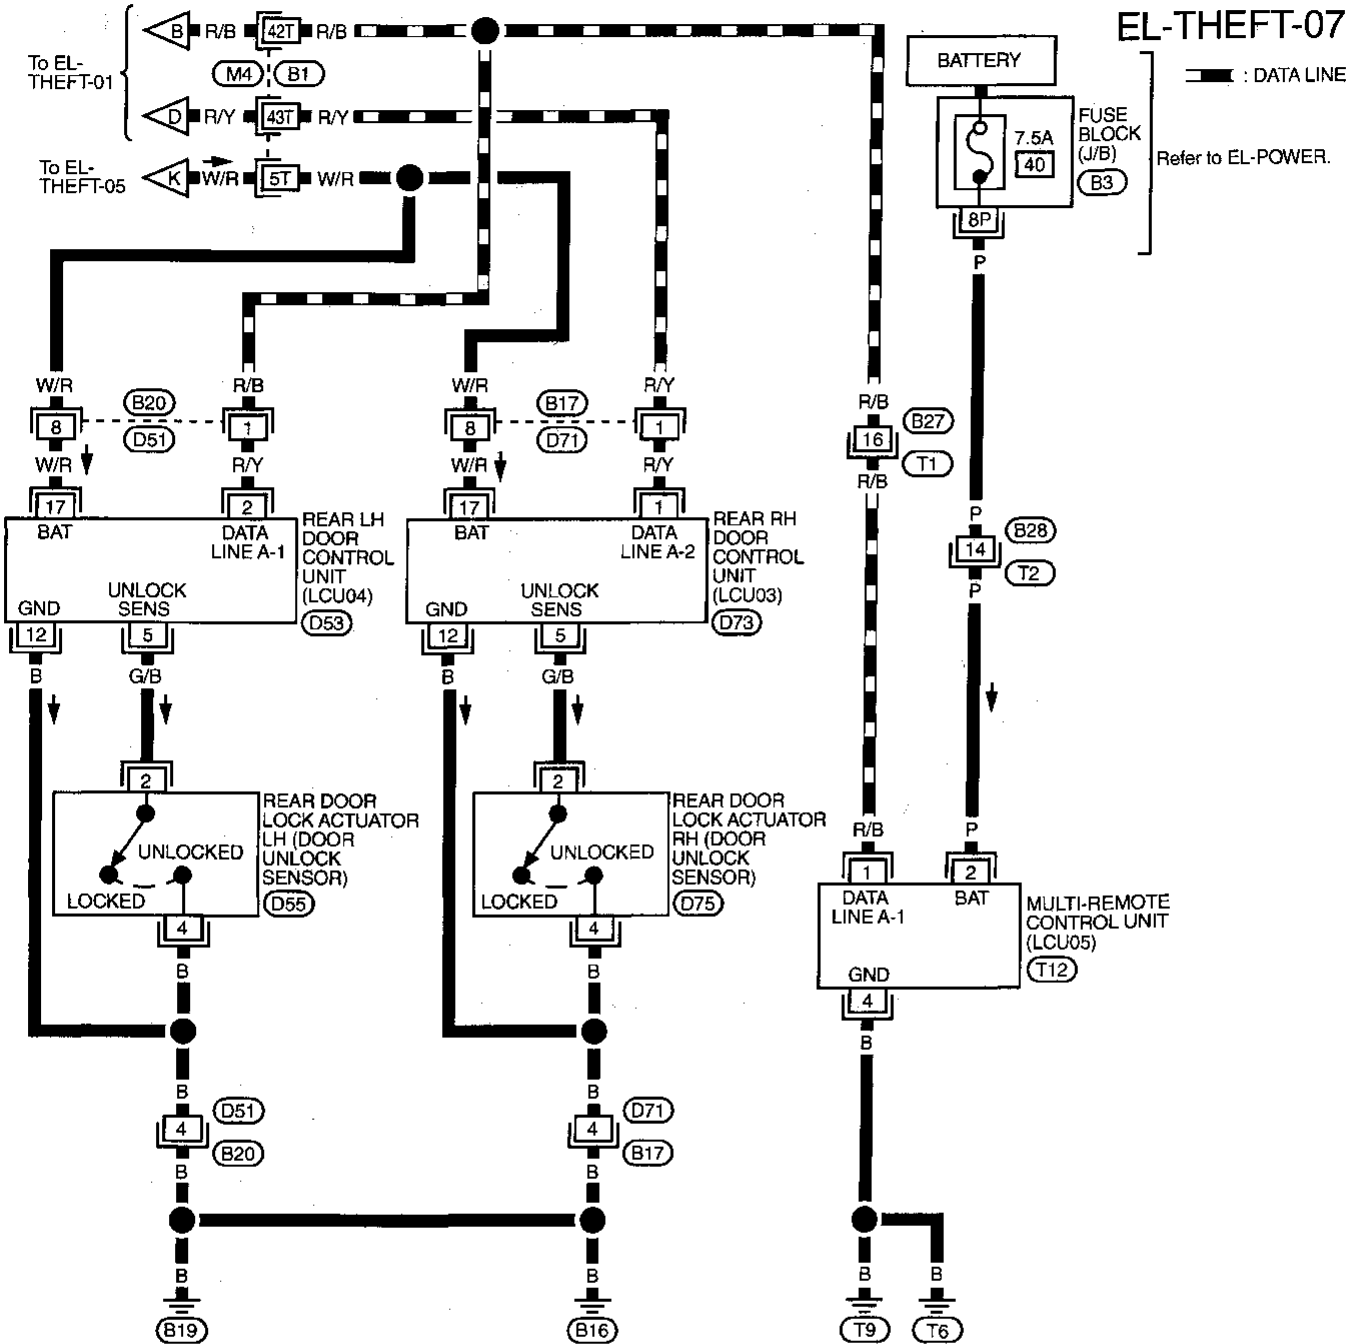 EL-THEFT-07
: DATA LINE
To EL-
THEFT-01
B R/B 42T R/B
M4 B1
D R/Y 43T R/Y
To EL-
THEFT-05
K W/R 5T W/R
BATTERY
7.5A
40
FUSE
BLOCK
(J/B)
B3
Refer to EL-POWER.
8P
P
W/R R/B W/R R/Y
8 B20 D51 1
8 B17 D71 1
W/R R/Y W/R R/Y
R/B
16 B27
T1
R/B
P
14 B28
T2
P
17 2
BAT DATA
LINE A-1
UNLOCK
GND SENS
12 5
REAR LH
DOOR
CONTROL
UNIT
(LCU04)
D53
17 1
BAT DATA
LINE A-2
UNLOCK
GND SENS
12 5
REAR RH
DOOR
CONTROL
UNIT
(LCU03)
D73
B G/B B G/B
2
UNLOCKED
LOCKED
4
REAR DOOR
LOCK ACTUATOR
LH (DOOR
UNLOCK
SENSOR)
D55
2
UNLOCKED
LOCKED
4
REAR DOOR
LOCK ACTUATOR
RH (DOOR
UNLOCK
SENSOR)
D75
R/B P
1 2
DATA BAT
LINE A-1
GND
4
MULTI-REMOTE
CONTROL UNIT
(LCU05)
T12
B B B
B B
4 D51
B20
4 D71
B17
B B
B B B B
B19 B16 T9 T6